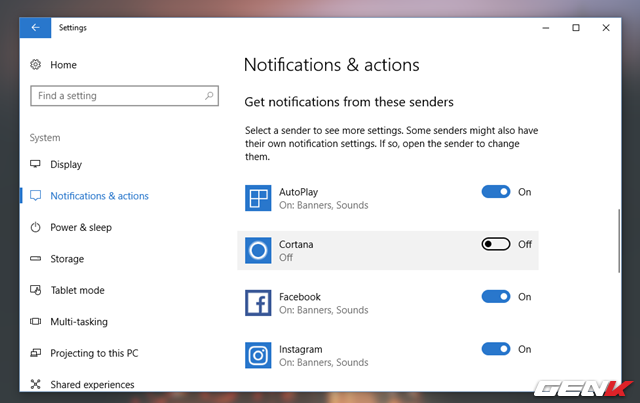 Settings
Home
Find a setting
System
Display
Notifications & actions
Power & sleep
Storage
Tablet mode
Multi-tasking
Projecting to this PC
Shared experiences
Notifications & actions
Get notifications from these senders
Select a sender to see more settings. Some senders might also have
their own notification settings. If so, open the sender to change
them.
AutoPlay
On: Banners, Sounds
On
Cortana
Off
Off
Facebook
On: Banners, Sounds
On
Instagram
On: Banners, Sounds
On
GENK